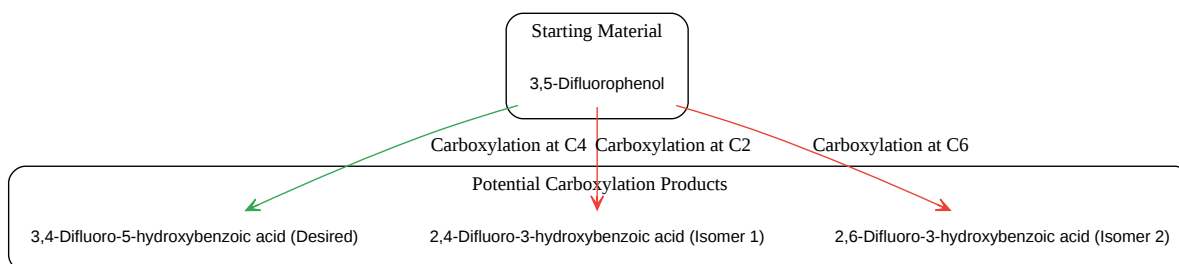 Starting Material
3,5-Difluorophenol
Carboxylation at C4
Carboxylation at C2
Carboxylation at C6
Potential Carboxylation Products
3,4-Difluoro-5-hydroxybenzoic acid (Desired)
2,4-Difluoro-3-hydroxybenzoic acid (Isomer 1)
2,6-Difluoro-3-hydroxybenzoic acid (Isomer 2)